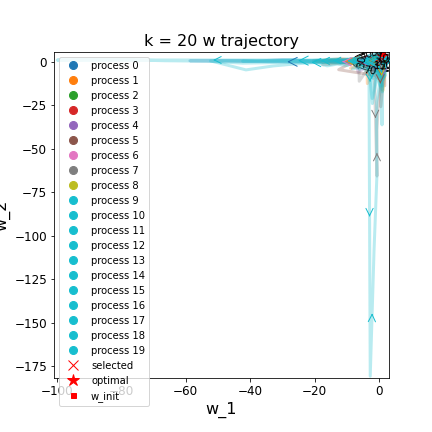 k = 20 w trajectory
w_2
0
−25
−50
−75
−100
−125
−150
−175
process 0
process 1
process 2
process 3
process 4
process 5
process 6
process 7
process 8
process 9
process 10
process 11
process 12
process 13
process 14
process 15
process 16
process 17
process 18
process 19
selected
optimal
w_init
−100 −80 −60 −40 −20 0
w_1